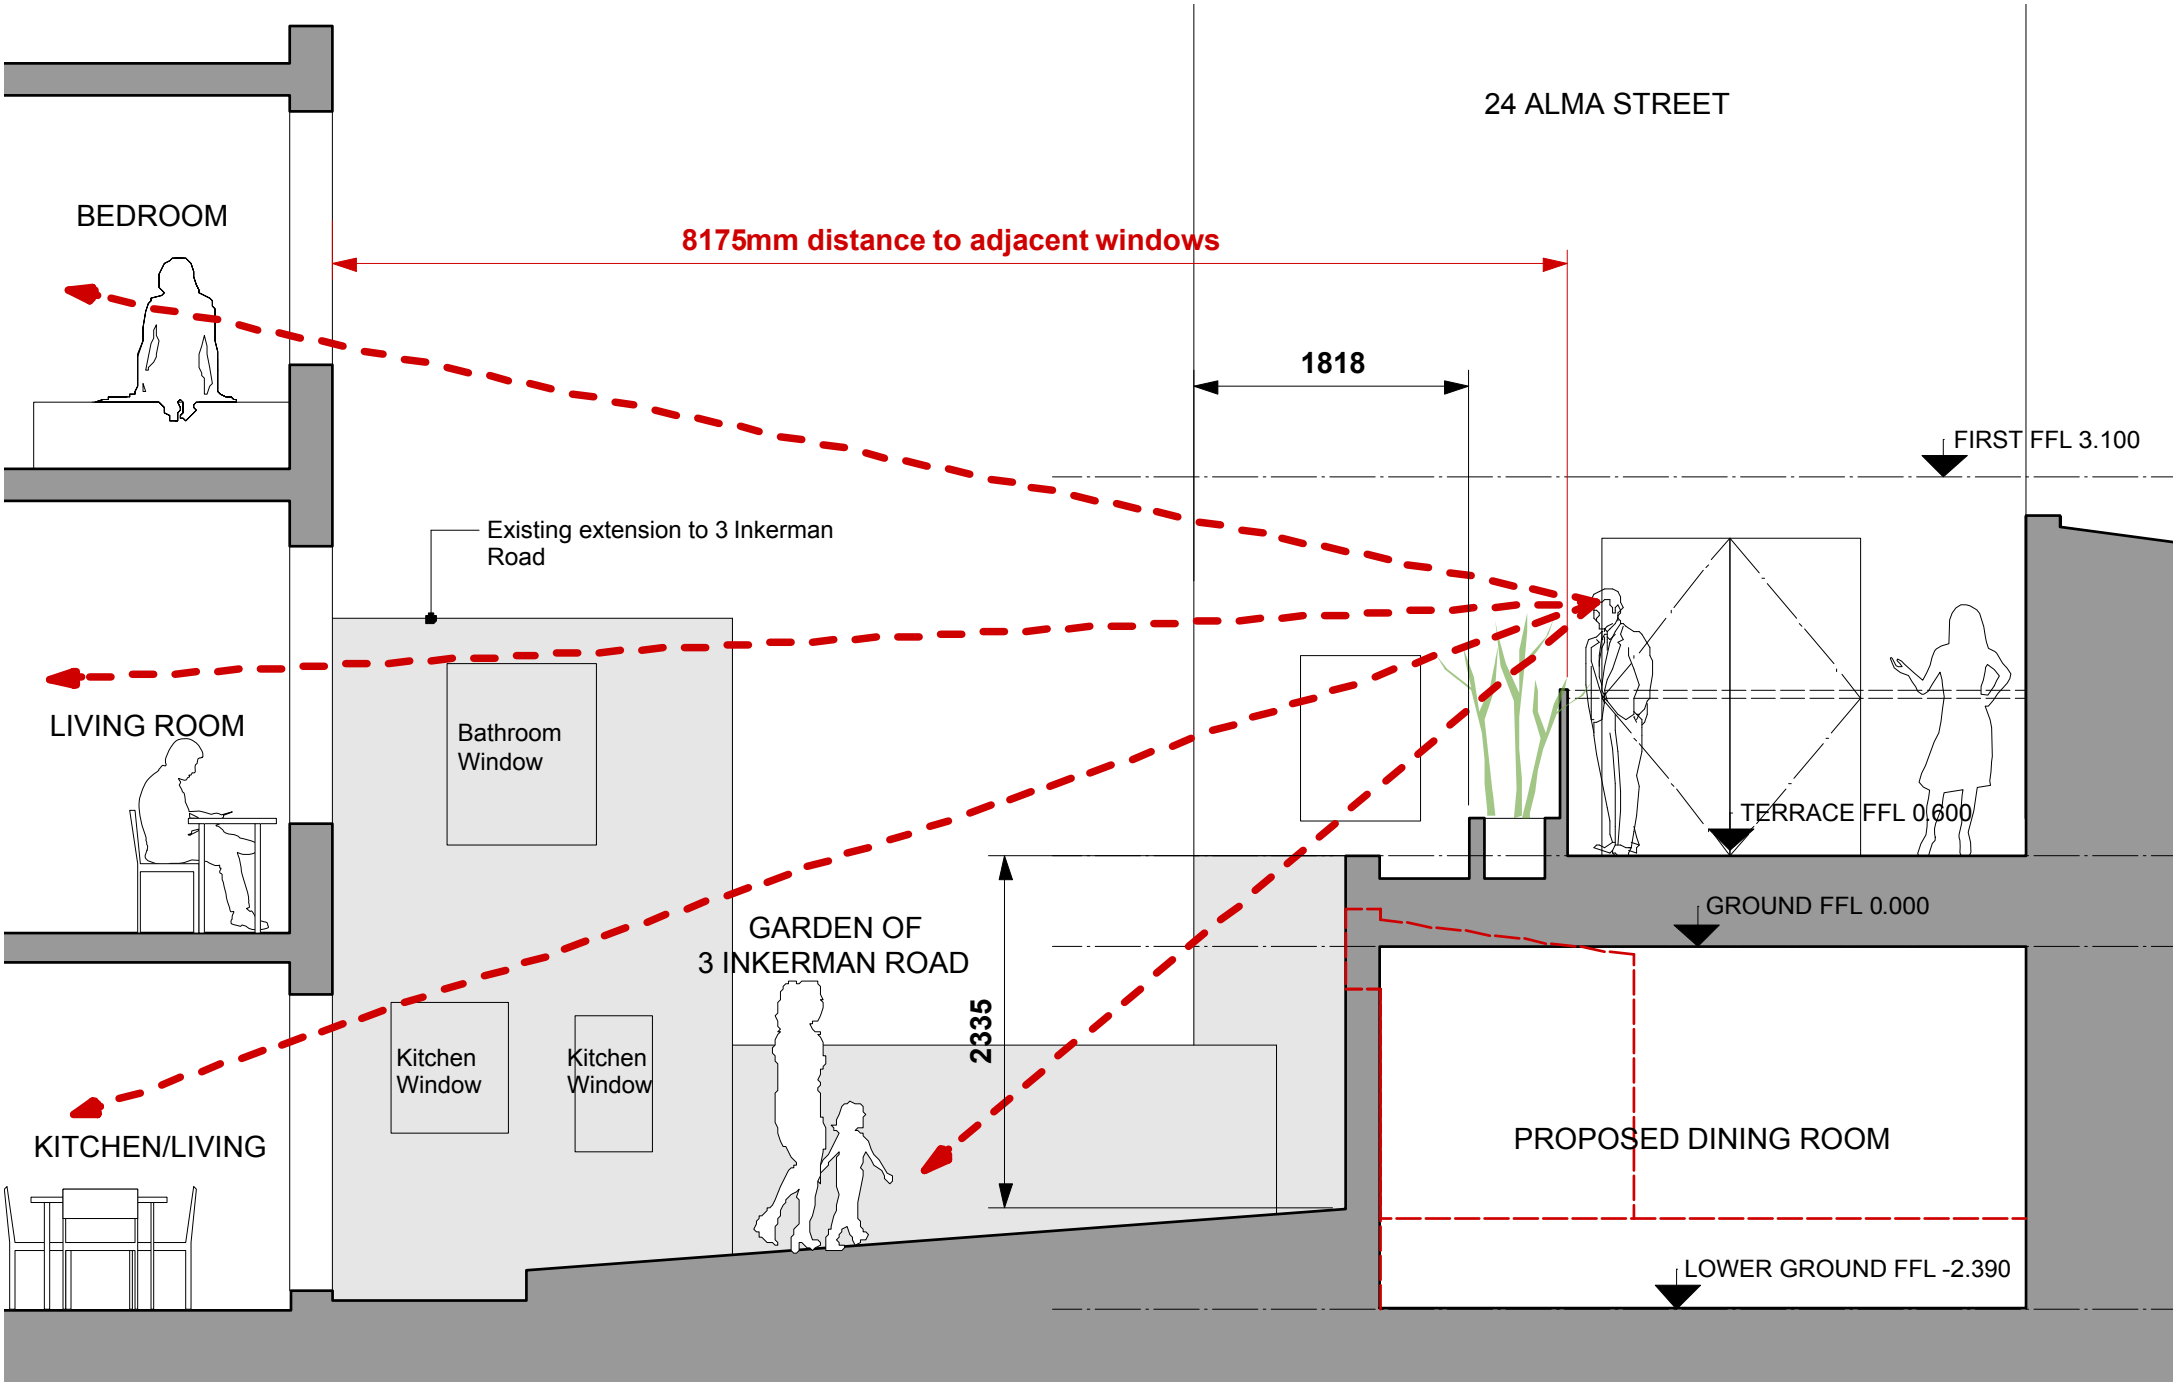 24 ALMA STREET
BEDROOM
8175mm distance to adjacent windows
1818
FIRST FFL 3.100
Existing extension to 3 Inkerman
Road
LIVING ROOM
Bathroom
Window
TERRACE FFL 0.600
GROUND FFL 0.000
GARDEN OF
3 INKERMAN ROAD
2335
Kitchen
Window
Kitchen
Window
KITCHEN/LIVING
PROPOSED DINING ROOM
LOWER GROUND FFL -2.390